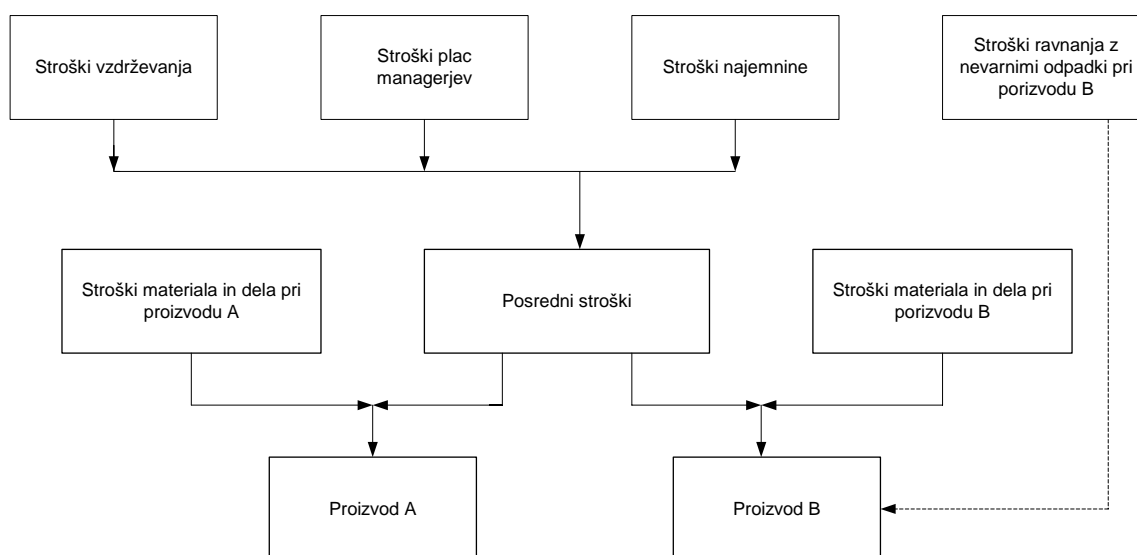 Stroški vzdrževanja
Stroški plac
managerjev
Stroški najemnine
Stroški ravnanja z
nevarnimi odpadki pri
porizvodu B
Stroški materiala in dela pri
proizvodu A
Posredni stroški
Stroški materiala in dela pri
porizvodu B
Proizvod A
Proizvod B